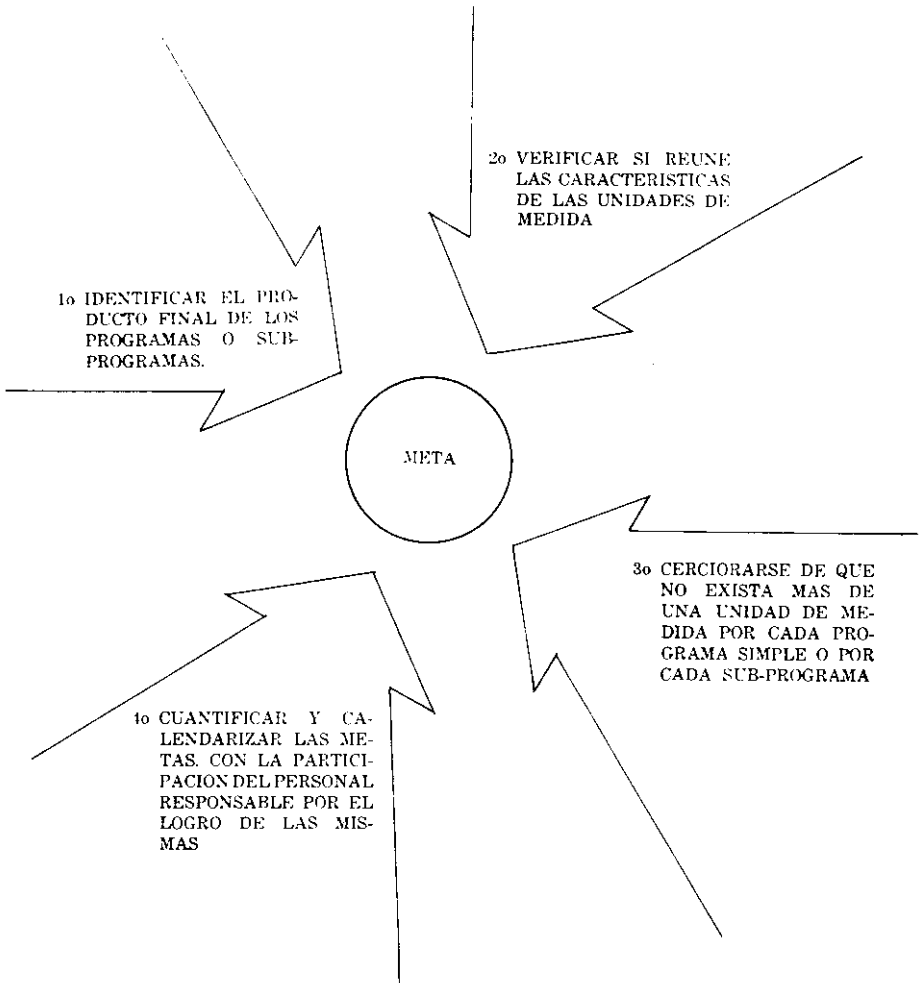 1o IDENTIFICAR EL PRO-
DUCTO FINAL DE LOS
PROGRAMAS O SUB-
PROGRAMAS.
2o VERIFICAR SI REUNE
LAS CARACTERISTICAS
DE LAS UNIDADES DE
MEDIDA
META
3o CERCIORARSE DE QUE
NO EXISTA MAS DE
UNA UNIDAD DE ME-
DIDA POR CADA PRO-
GRAMA SIMPLE O POR
CADA SUB-PROGRAMA
4o CUANTIFICAR Y CA-
LENDARIZAR LAS ME-
TAS. CON LA PARTICI-
PACION DEL PERSONAL
RESPONSABLE POR EL
LOGRO DE LAS MIS-
MAS